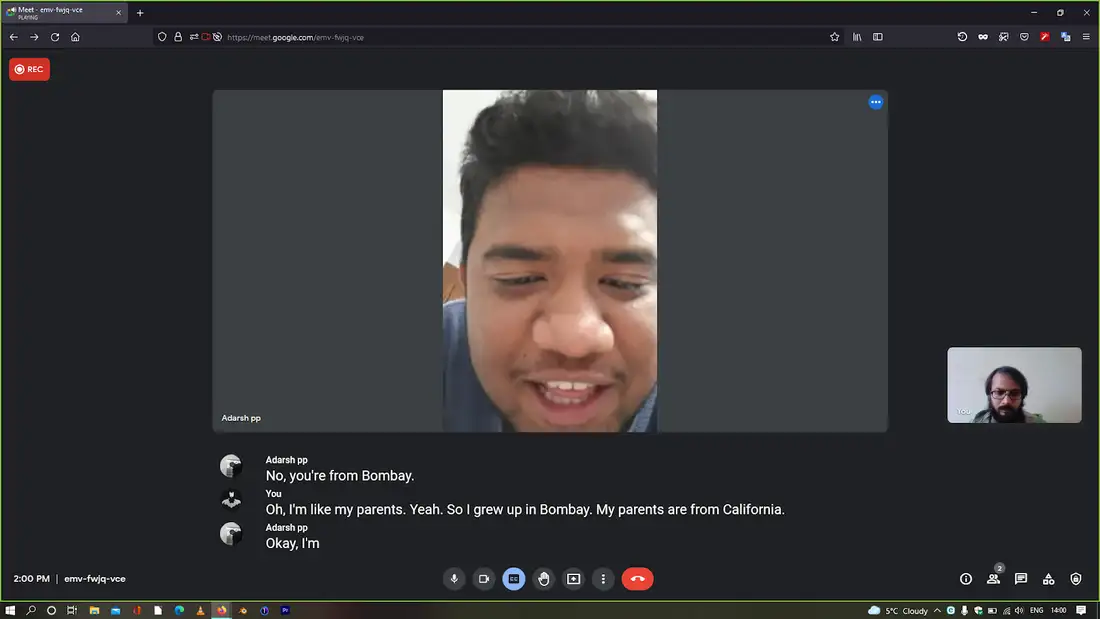 Meet - emv-fwjq-vce
PLAYING
https://meet.google.com/emv-fwjq-vce
REC
Adarsh pp
You
Adarsh pp
No, you're from Bombay.
You
Oh, I'm like my parents. Yeah. So I grew up in Bombay. My parents are from California.
Adarsh pp
Okay, I'm
2:00 PM | emv-fwjq-vce
CC
2
5°C Cloudy
ENG
14:00